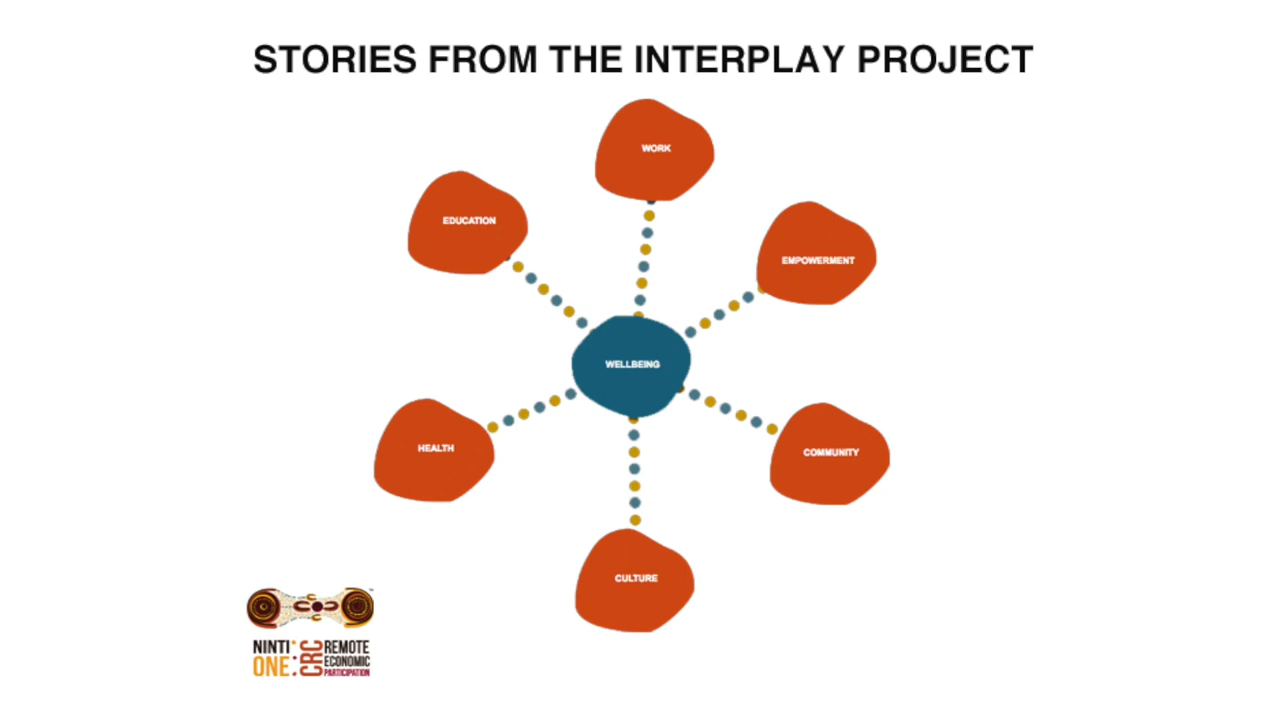 STORIES FROM THE INTERPLAY PROJECT
WORK
EDUCATION
EMPOWERMENT
WELLBEING
HEALTH
COMMUNITY
CULTURE
NINTI ONE
CRC
REMOTE
ECONOMIC
PARTICIPATION